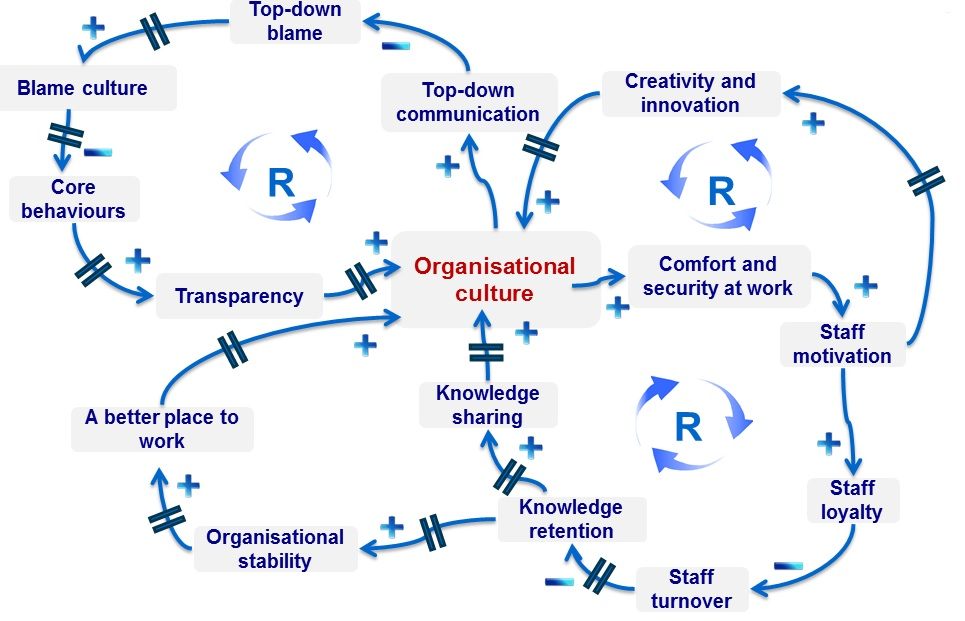 Top-down
blame
Blame culture
Core
behaviours
Transparency
Top-down
communication
Creativity and
innovation
R
R
Organisational
culture
Comfort and
security at work
Staff
motivation
A better place to
work
Knowledge
sharing
R
Staff
loyalty
Organisational
stability
Knowledge
retention
Staff
turnover